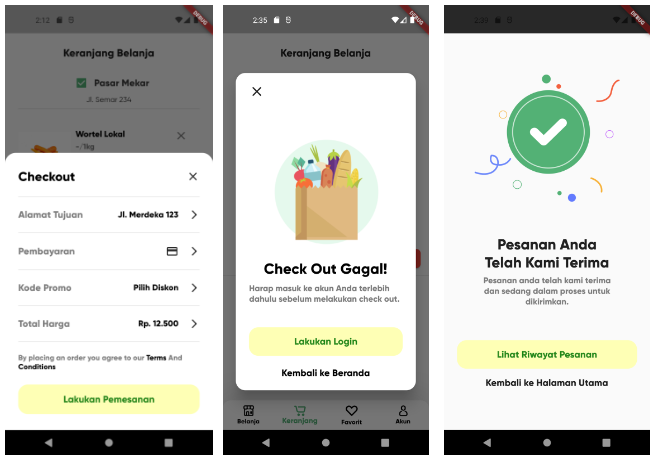 2:12
DEBUG
Keranjang Belanja
Pasar Mekar
Jl. Semar 234
Wortel Lokal
~/1kg
Checkout
Alamat Tujuan Jl. Merdeka 123
Pembayaran
Kode Promo Pilih Diskon
Total Harga Rp. 12.500
By placing an order you agree to our Terms And
Conditions
Lakukan Pemesanan
2:35
DEBUG
Keranjang Belanja
Check Out Gagal!
Harap masuk ke akun Anda terlebih
dahulu sebelum melakukan check out.
Lakukan Login
Kembali ke Beranda
Belanja Keranjang Favorit Akun
DEBUG
Pesanan Anda
Telah Kami Terima
Pesanan anda telah kami terima
dan sedang dalam proses untuk
dikirimkan.
Lihat Riwayat Pesanan
Kembali ke Halaman Utama